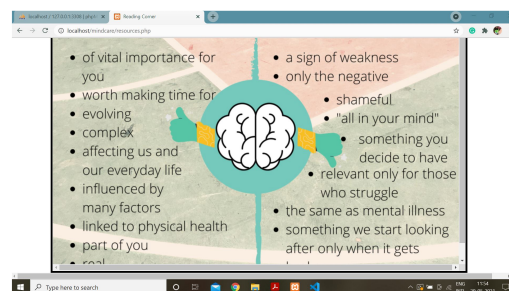 localhost / 127.0.0.1:3308 | phpM
Reading Corner
localhost/mindcare/resources.php
• of vital importance for
you
• worth making time for
• evolving
• complex
• affecting us and
our everyday life
• influenced by
many factors
• linked to physical health
• part of you
• real
• a sign of weakness
• only the negative
• shameful
• "all in your mind"
• something you
decide to have
• relevant only for those
who struggle
• the same as mental illness
• something we start looking
after only when it gets
Type here to search
ENG
11:54